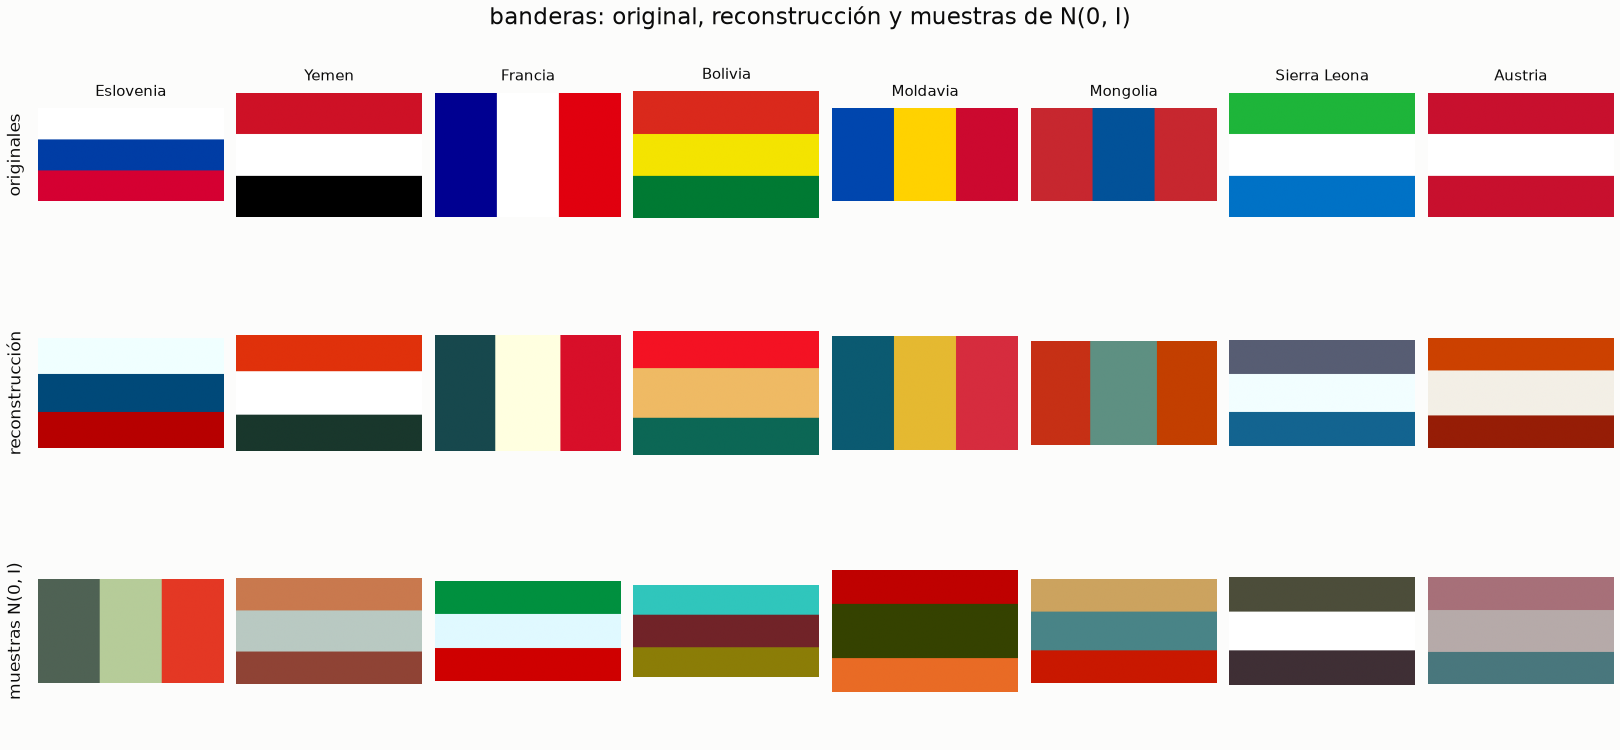 banderas: original, reconstrucción y muestras de N(0, I)
Eslovenia
Yemen
Francia
Bolivia
Moldavia
Mongolia
Sierra Leona
Austria
originales
reconstrucción
muestras N(0, I)